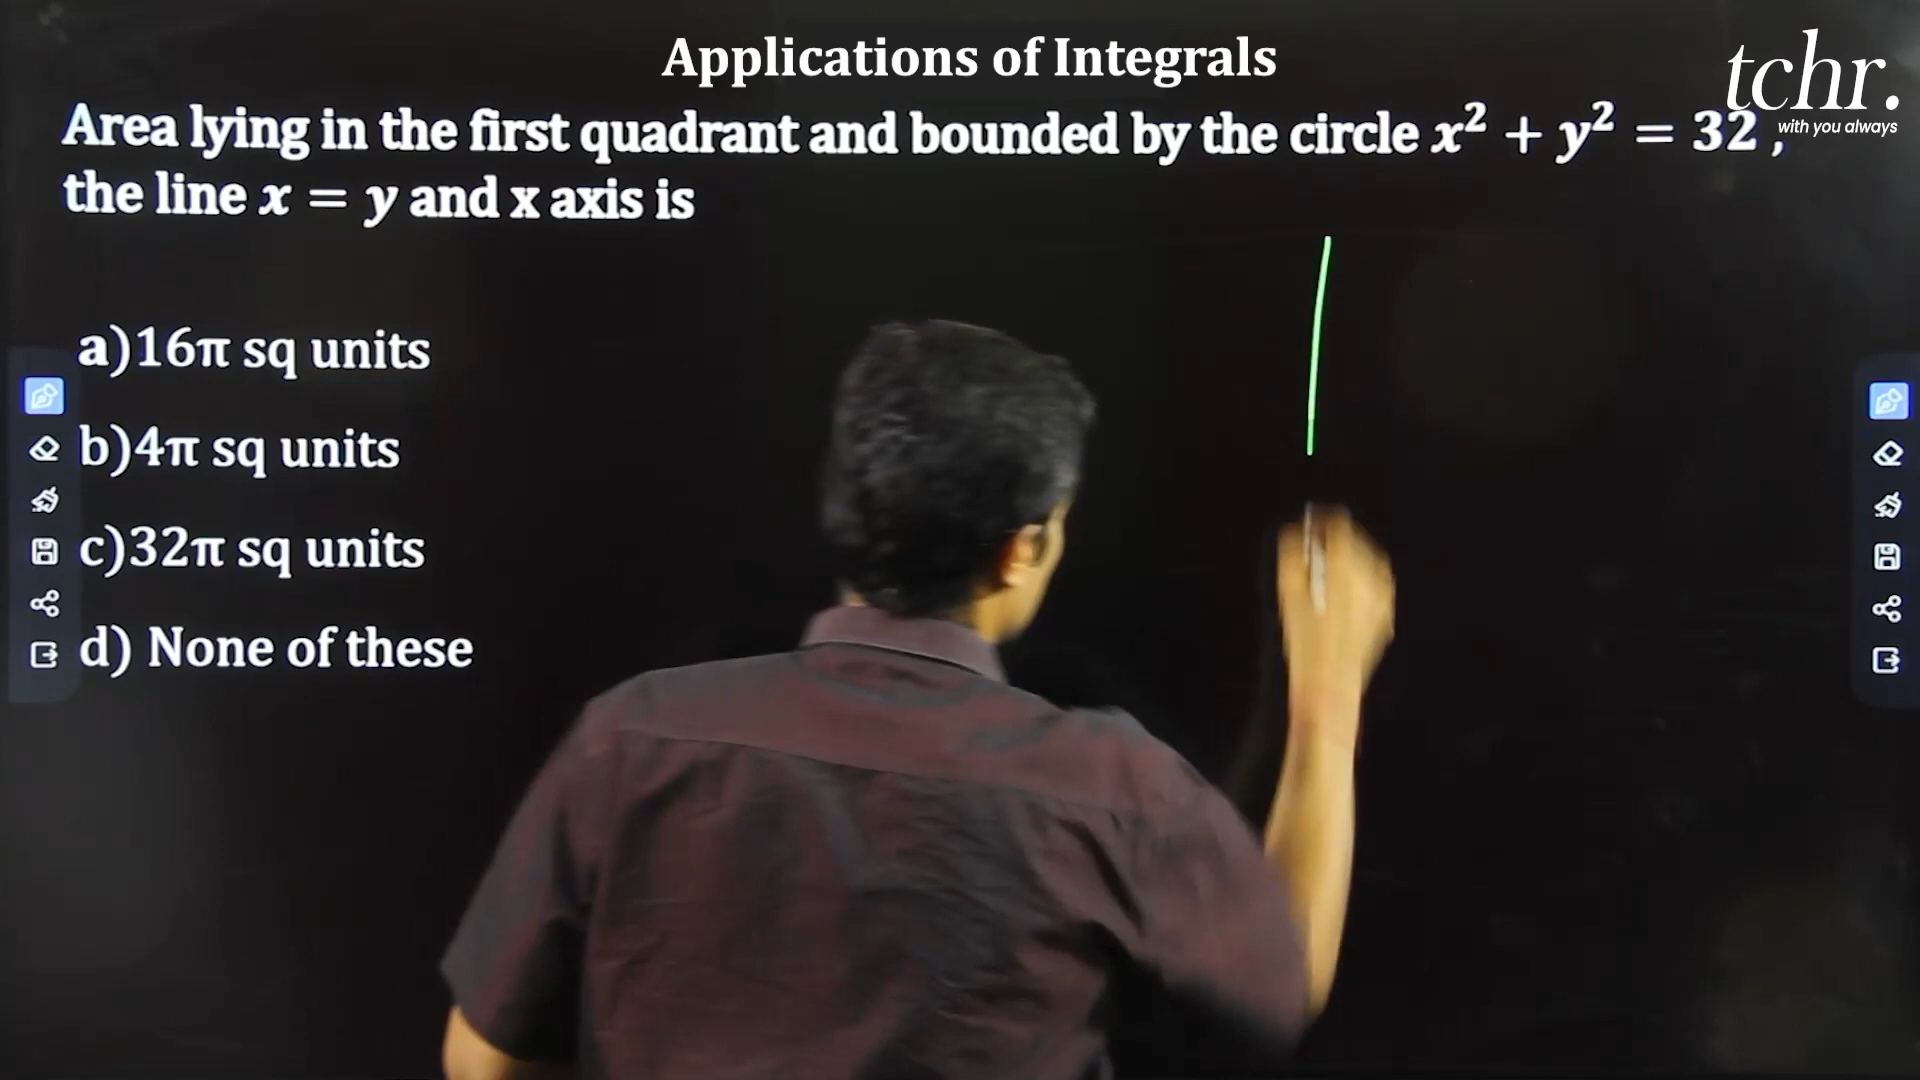 Applications of Integrals
tchr.
with you always
Area lying in the first quadrant and bounded by the circle x² + y² = 32 ,
the line x = y and x axis is
a)16π sq units
b)4π sq units
c)32π sq units
d) None of these